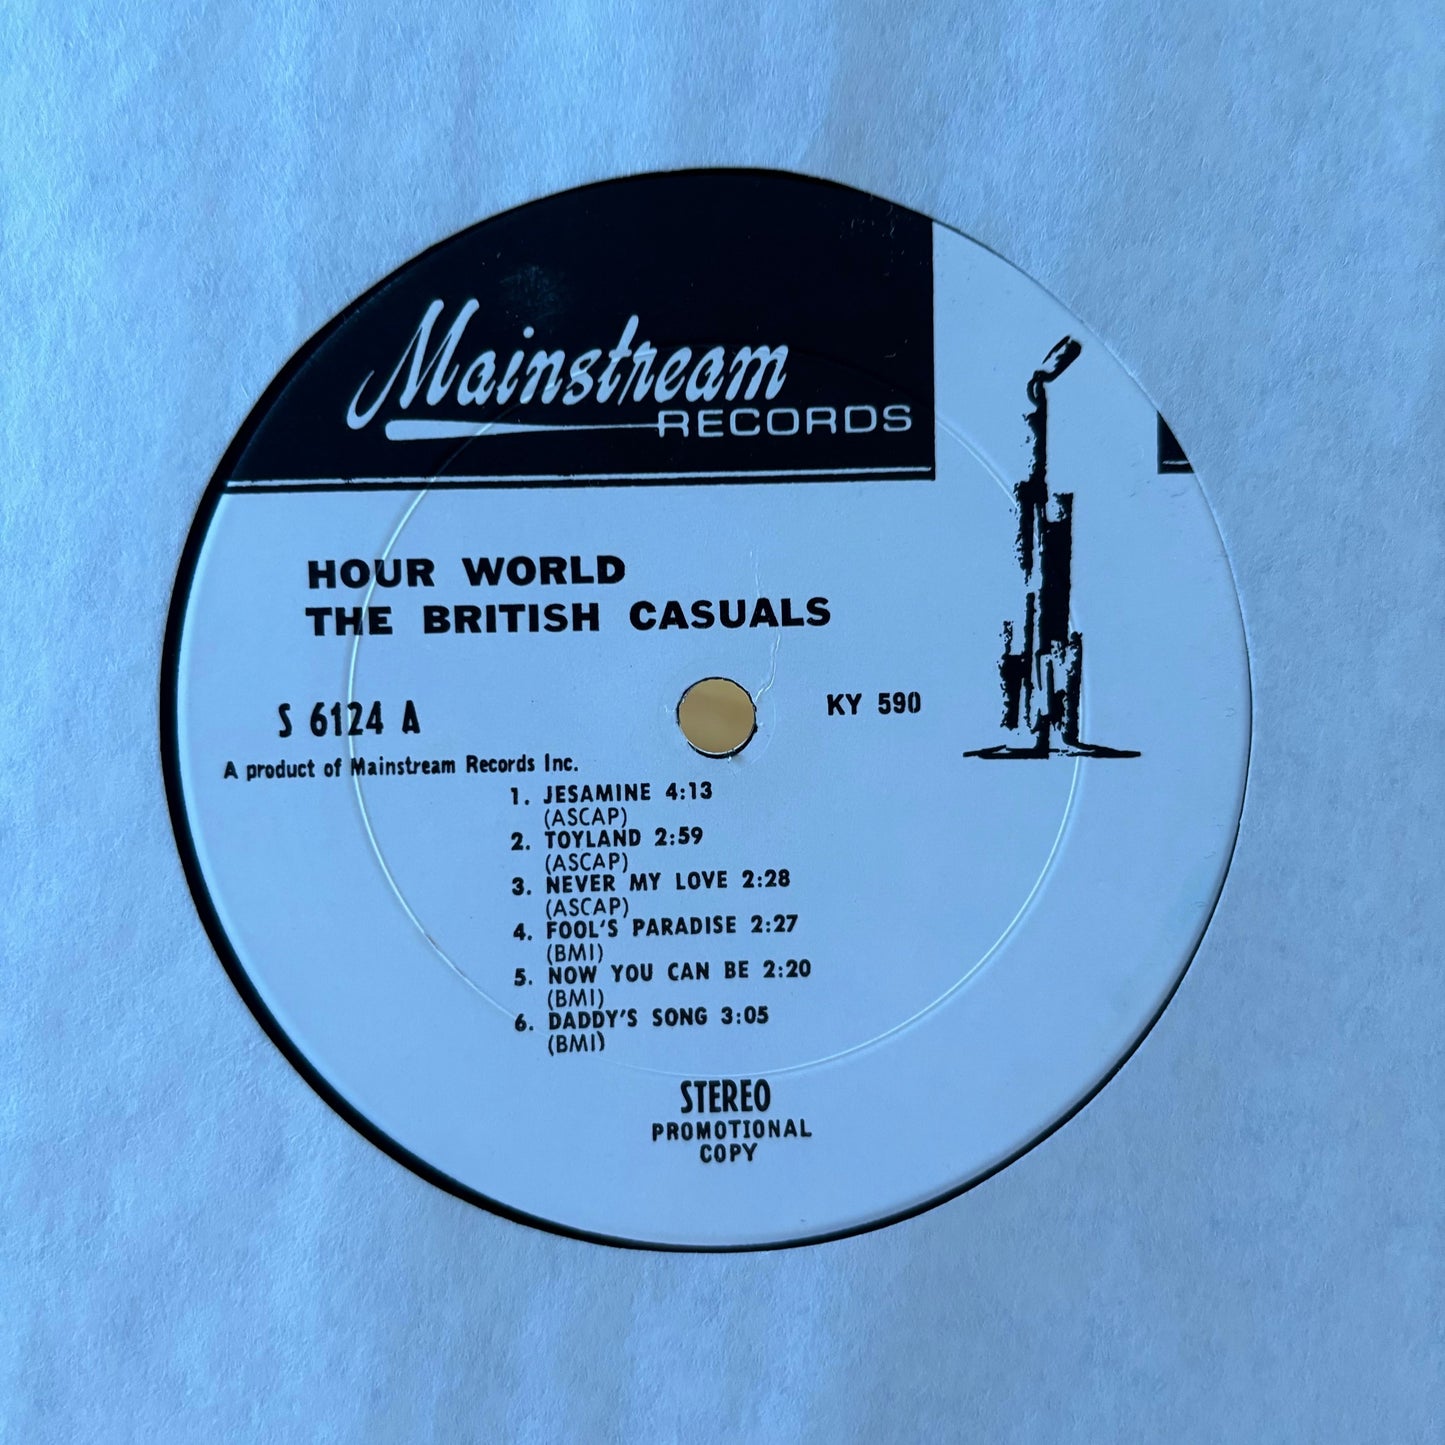 Mainstream
RECORDS
HOUR WORLD
THE BRITISH CASUALS
S 6124 A
KY 590
A product of Mainstream Records Inc.
1. JESAMINE 4:13
(ASCAP)
2. TOYLAND 2:59
(ASCAP)
3. NEVER MY LOVE 2:28
(ASCAP)
4. FOOL'S PARADISE 2:27
(BMI)
5. NOW YOU CAN BE 2:20
(BMI)
6. DADDY'S SONG 3:05
(BMI)
STEREO
PROMOTIONAL
COPY